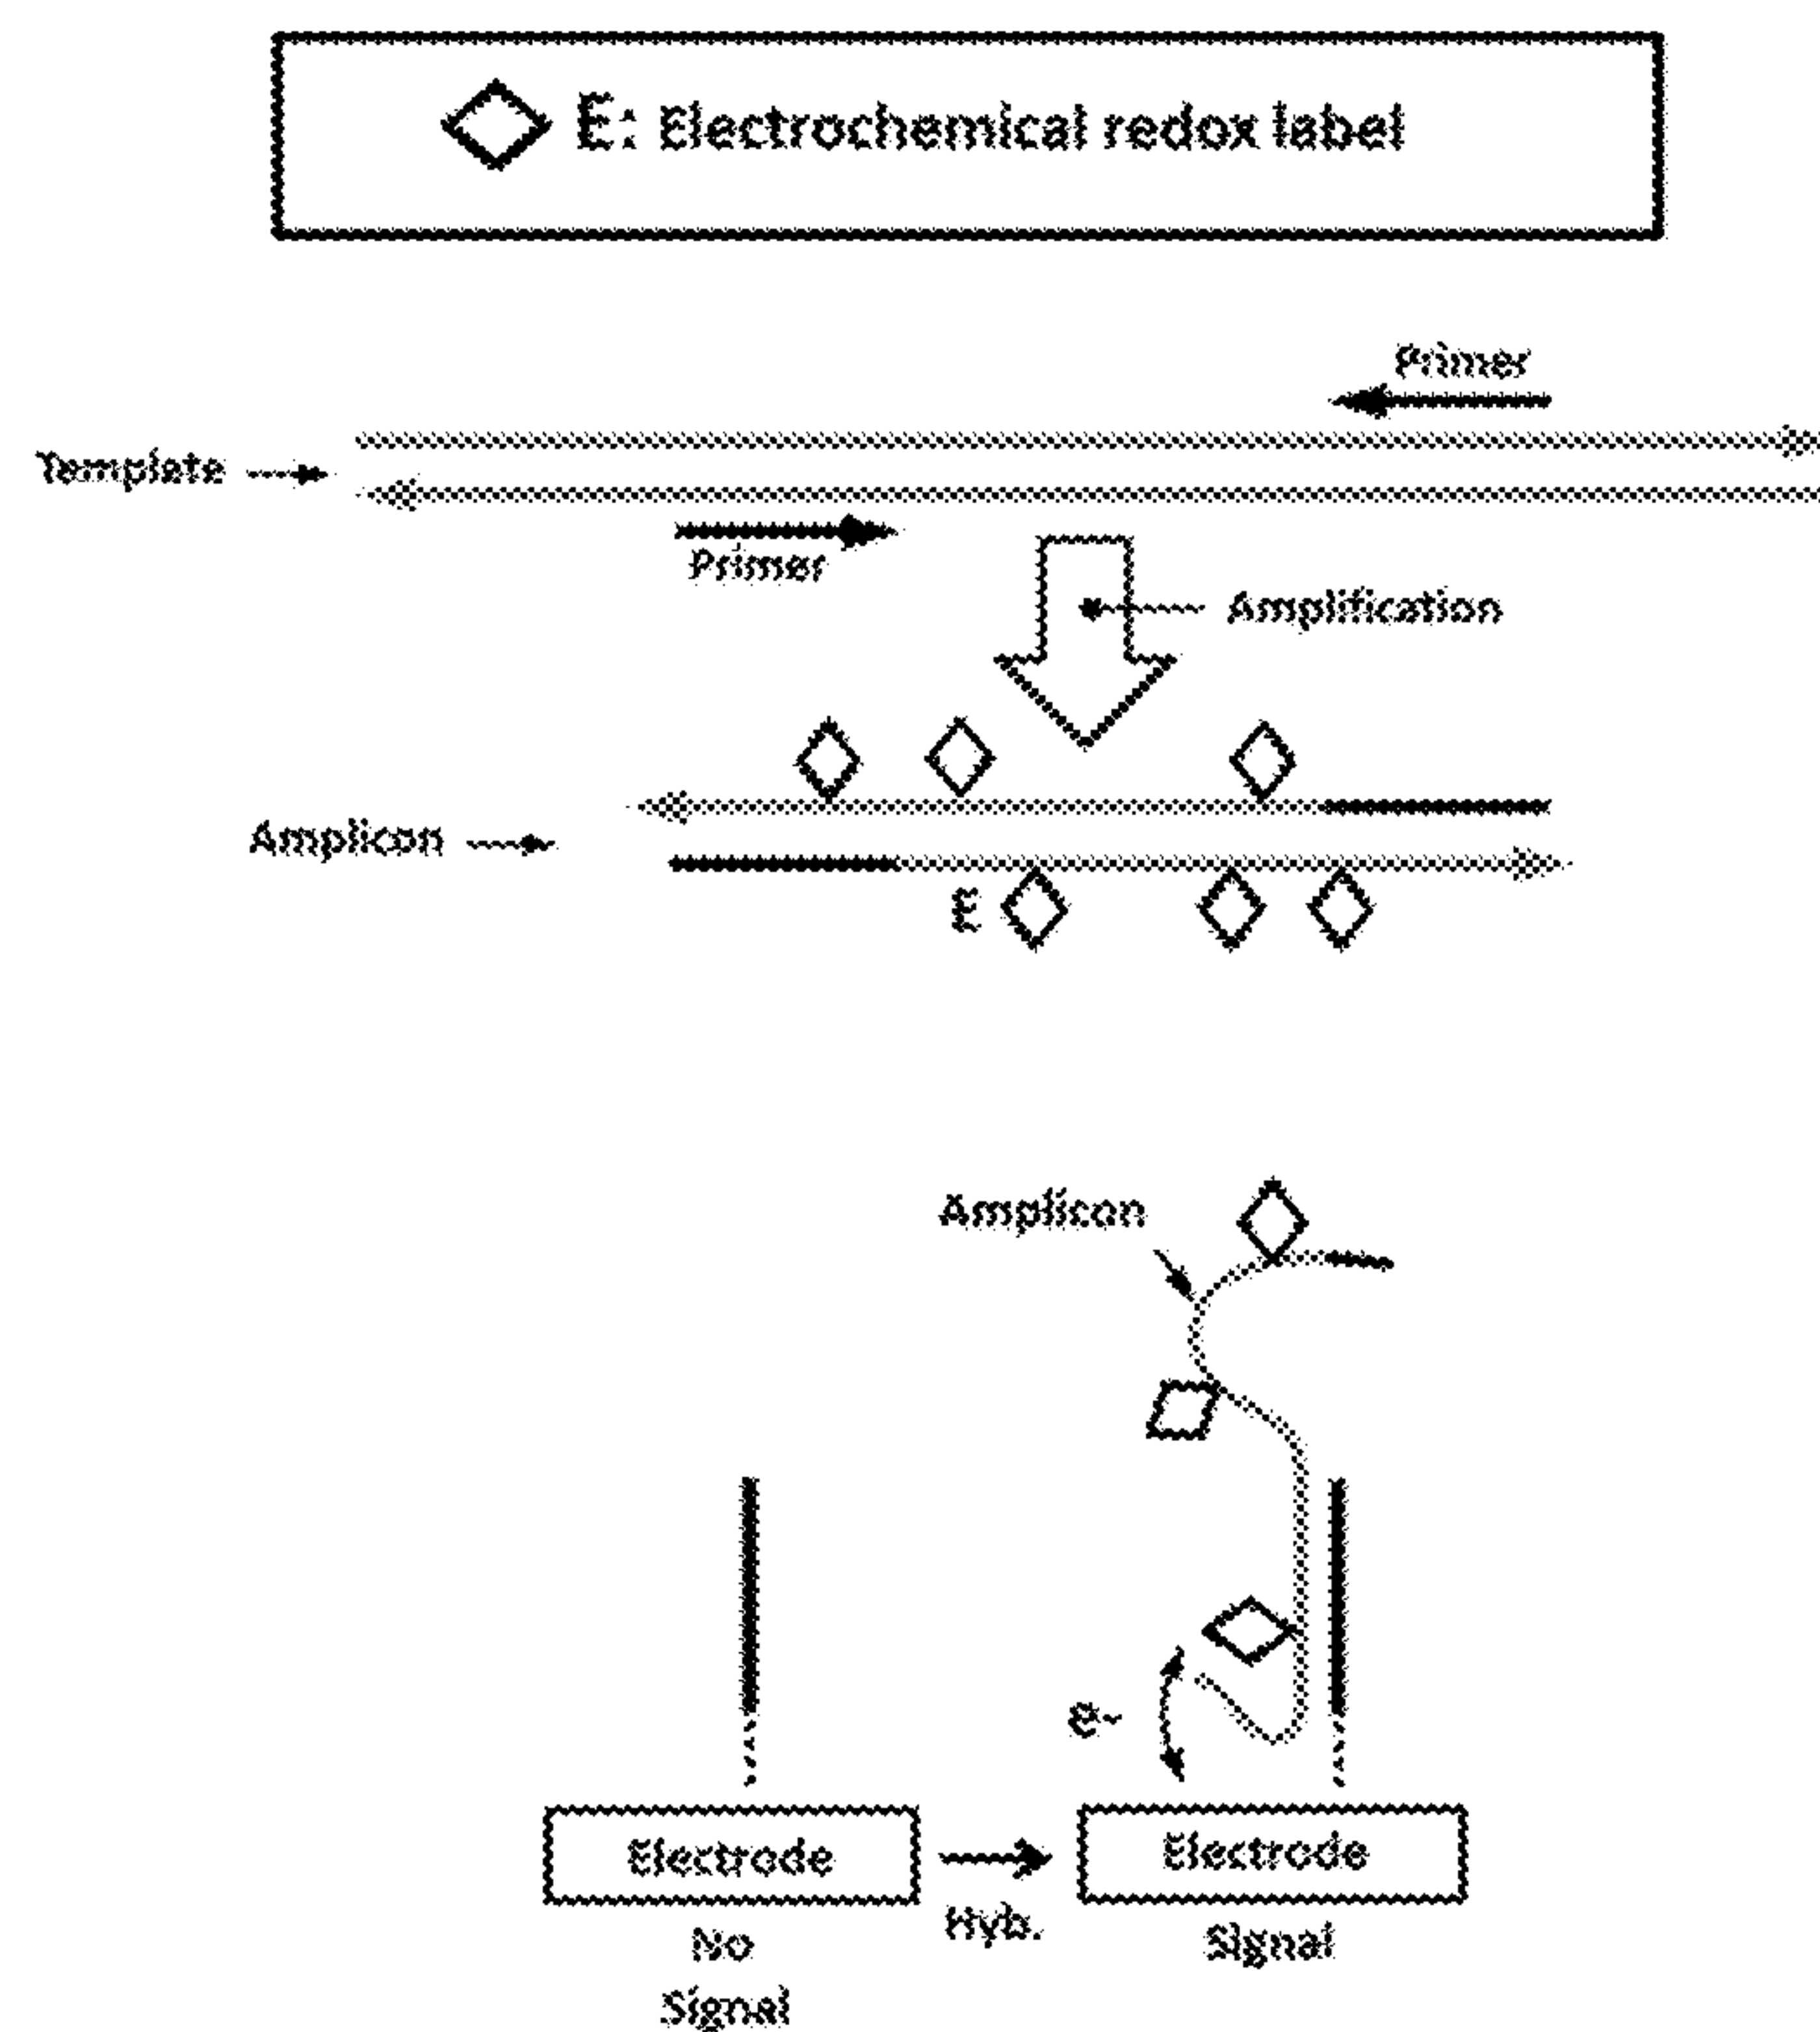 E: Electrochemical redox label
Primer
Template
Primer
Amplification
Amplicon
E
Amplicon
e-
Electrode
Electrode
Hyb.
No
Signal
Signal